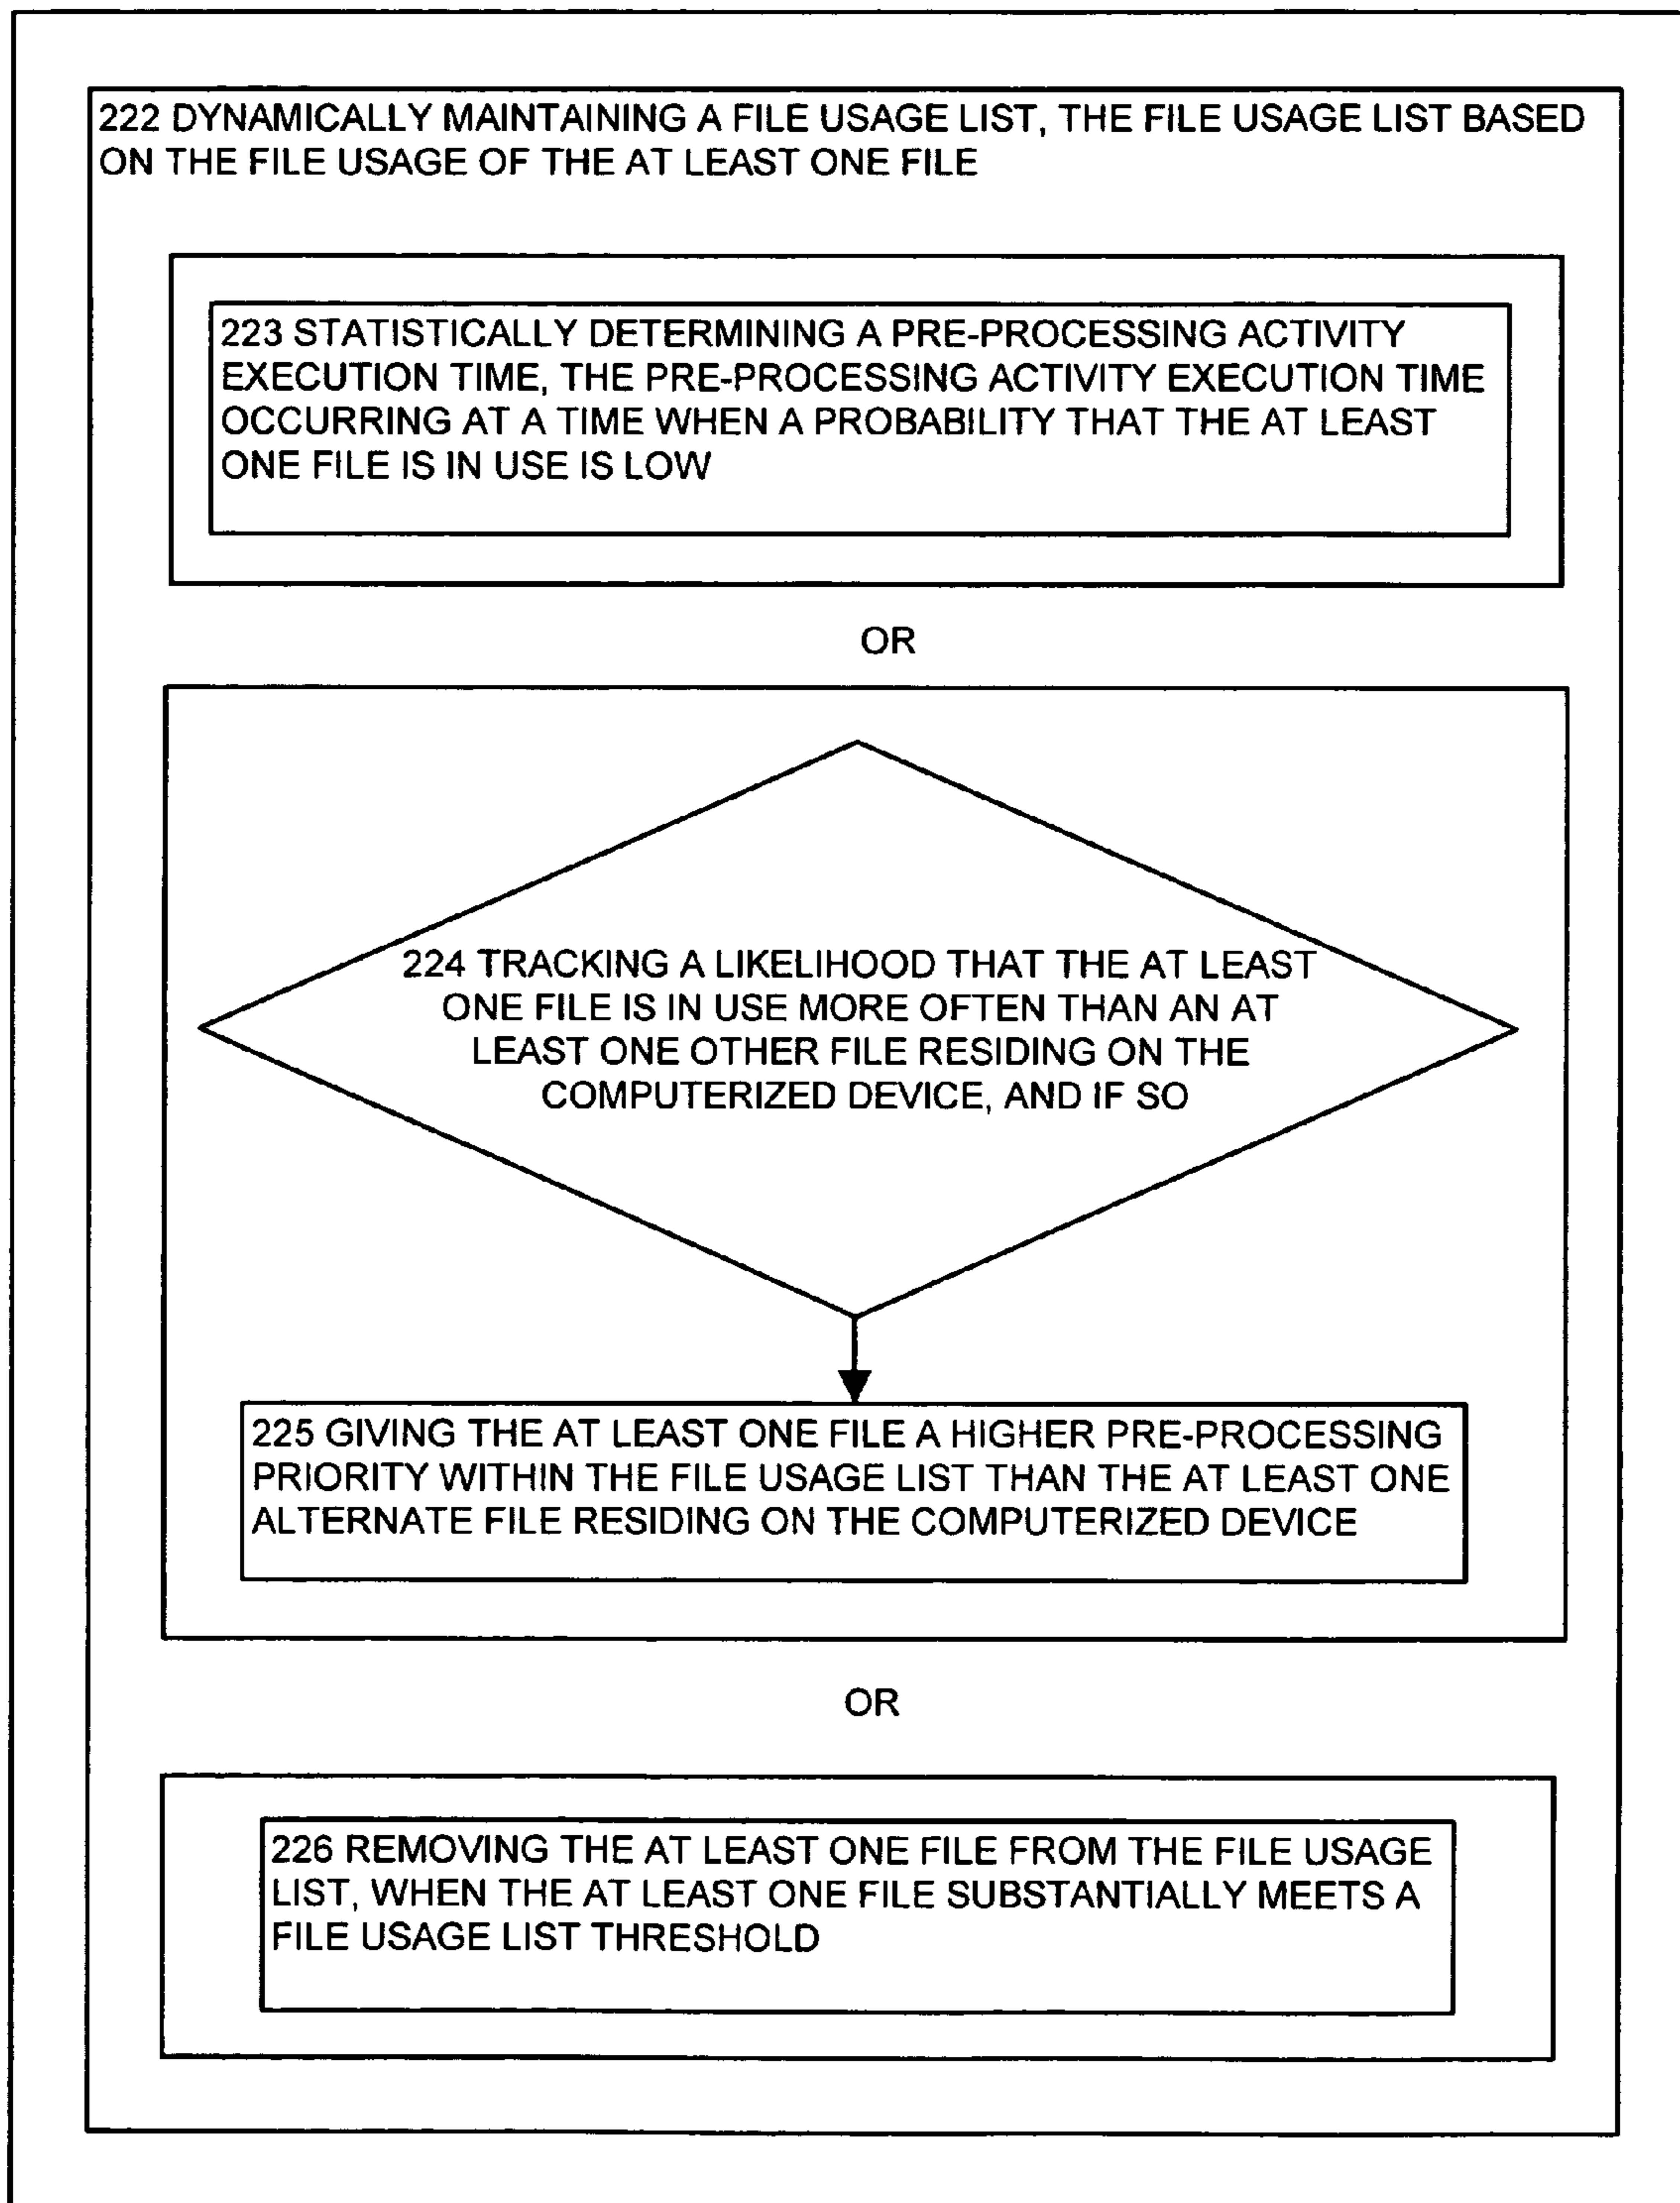 222 DYNAMICALLY MAINTAINING A FILE USAGE LIST, THE FILE USAGE LIST BASED
ON THE FILE USAGE OF THE AT LEAST ONE FILE
223 STATISTICALLY DETERMINING A PRE-PROCESSING ACTIVITY
EXECUTION TIME, THE PRE-PROCESSING ACTIVITY EXECUTION TIME
OCCURRING AT A TIME WHEN A PROBABILITY THAT THE AT LEAST
ONE FILE IS IN USE IS LOW
OR
224 TRACKING A LIKELIHOOD THAT THE AT LEAST
ONE FILE IS IN USE MORE OFTEN THAN AN AT
LEAST ONE OTHER FILE RESIDING ON THE
COMPUTERIZED DEVICE, AND IF SO
225 GIVING THE AT LEAST ONE FILE A HIGHER PRE-PROCESSING
PRIORITY WITHIN THE FILE USAGE LIST THAN THE AT LEAST ONE
ALTERNATE FILE RESIDING ON THE COMPUTERIZED DEVICE
OR
226 REMOVING THE AT LEAST ONE FILE FROM THE FILE USAGE
LIST, WHEN THE AT LEAST ONE FILE SUBSTANTIALLY MEETS A
FILE USAGE LIST THRESHOLD